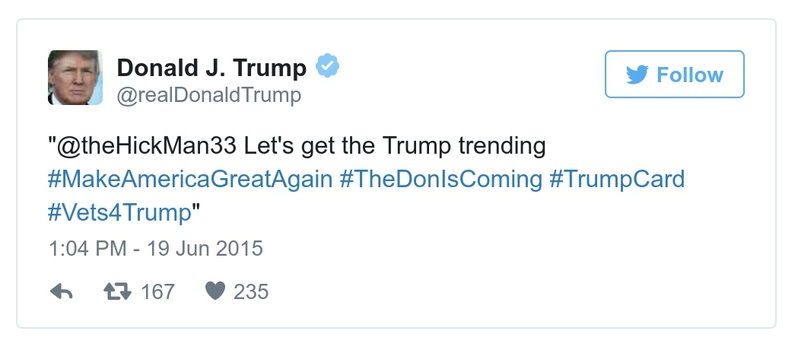 Donald J. Trump
@realDonaldTrump
Follow
"@theHickMan33 Let's get the Trump trending
#MakeAmericaGreatAgain #TheDonIsComing #TrumpCard
#Vets4Trump"
1:04 PM - 19 Jun 2015
167 235